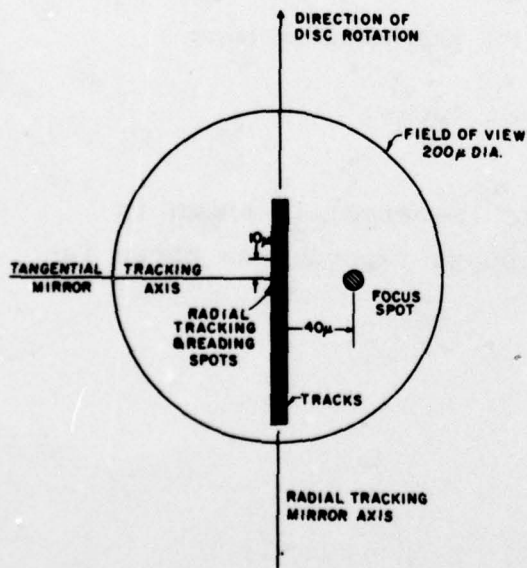 DIRECTION OF
DISC ROTATION
FIELD OF VIEW
200μ DIA.
10μ
TANGENTIAL TRACKING
MIRROR AXIS
RADIAL
TRACKING
& READING
SPOTS
FOCUS
SPOT
40μ
TRACKS
RADIAL TRACKING
MIRROR AXIS